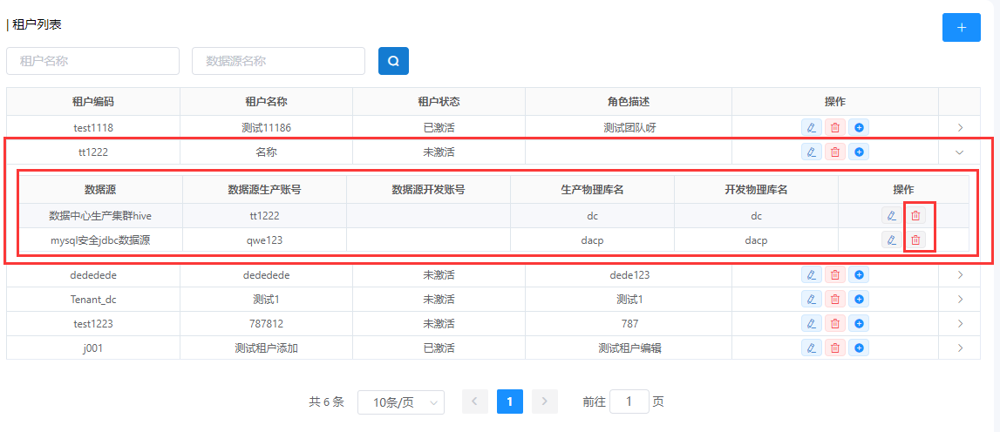 租户列表
+
租户名称 数据源名称
租户编码 租户名称 租户状态 角色描述 操作
test1118 测试11186 已激活 测试团队呀
tt1222 名称 未激活
数据源 数据源生产账号 数据源开发账号 生产物理库名 开发物理库名 操作
数据中心生产集群hive tt1222 dc dc
mysql安全jdbc数据源 qwe123 dacp dacp
dededede dededede 未激活 dede123
Tenant_dc 测试1 未激活 测试1
test1223 787812 未激活 787
j001 测试租户添加 已激活 测试租户编辑
共 6 条 10条/页 1 前往 1 页